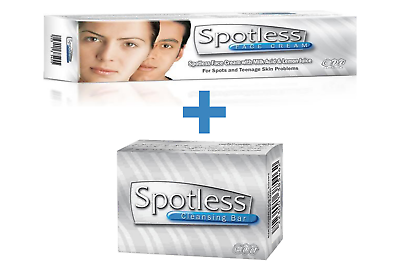 Spotless
FACE CREAM
Spotless Face Cream with Milk Acid & Lemon Juice
For Spots and Teenage Skin Problems
Spotless
Cleansing Bar